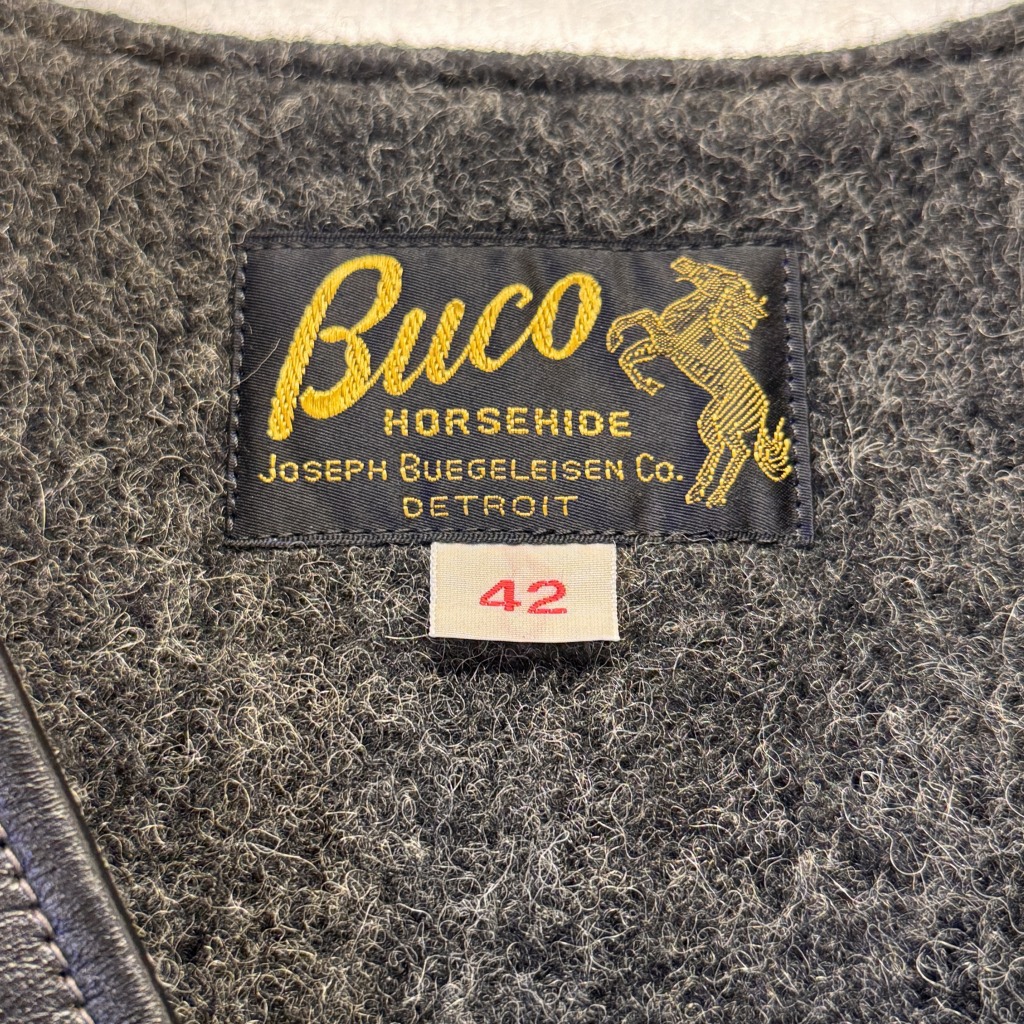 Buco
HORSEHIDE
JOSEPH BUEGELEISEN CO.
DETROIT
42